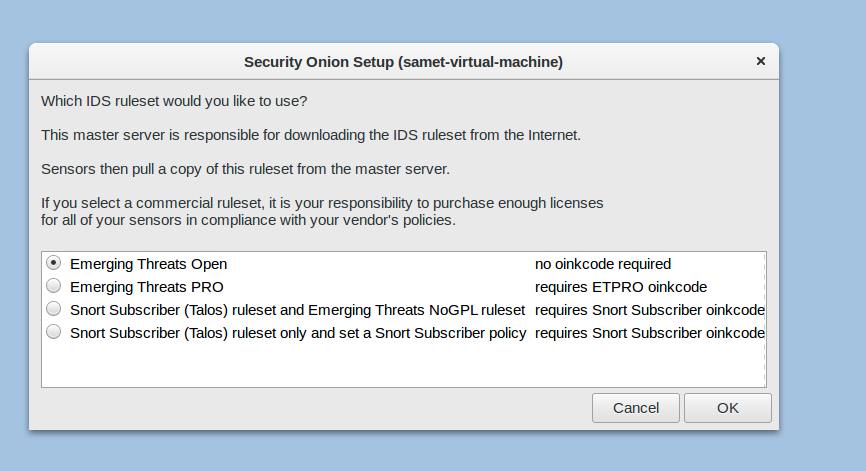 Security Onion Setup (samet-virtual-machine)
Which IDS ruleset would you like to use?
This master server is responsible for downloading the IDS ruleset from the Internet.
Sensors then pull a copy of this ruleset from the master server.
If you select a commercial ruleset, it is your responsibility to purchase enough licenses
for all of your sensors in compliance with your vendor's policies.
Emerging Threats Open no oinkcode required
Emerging Threats PRO requires ETPRO oinkcode
Snort Subscriber (Talos) ruleset and Emerging Threats NoGPL ruleset requires Snort Subscriber oinkcode
Snort Subscriber (Talos) ruleset only and set a Snort Subscriber policy requires Snort Subscriber oinkcode
Cancel OK